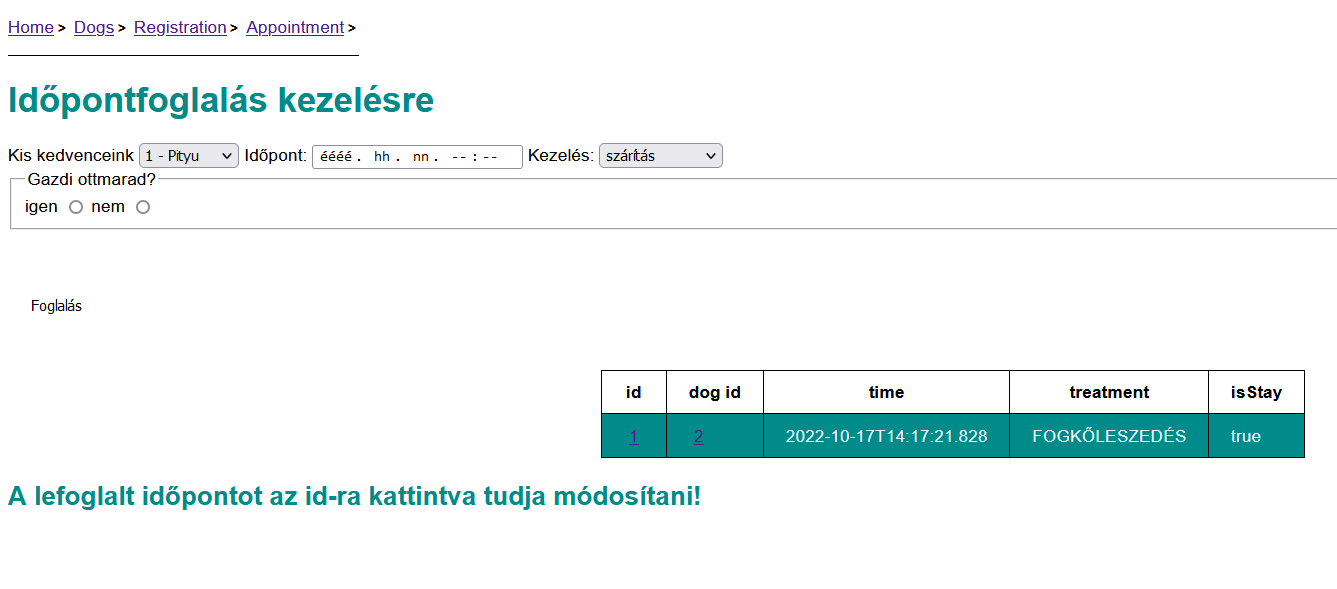 Home > Dogs > Registration > Appointment >
Időpontfoglalás kezelésre
Kis kedvenceink 1 - Pityu Időpont: éééé . hh . nn . -- : -- Kezelés: szárítás
Gazdi ottmarad?
igen nem
Foglalás
id dog id time treatment isStay
1 2 2022-10-17T14:17:21.828 FOGKŐLESZEDÉS true
A lefoglalt időpontot az id-ra kattintva tudja módosítani!